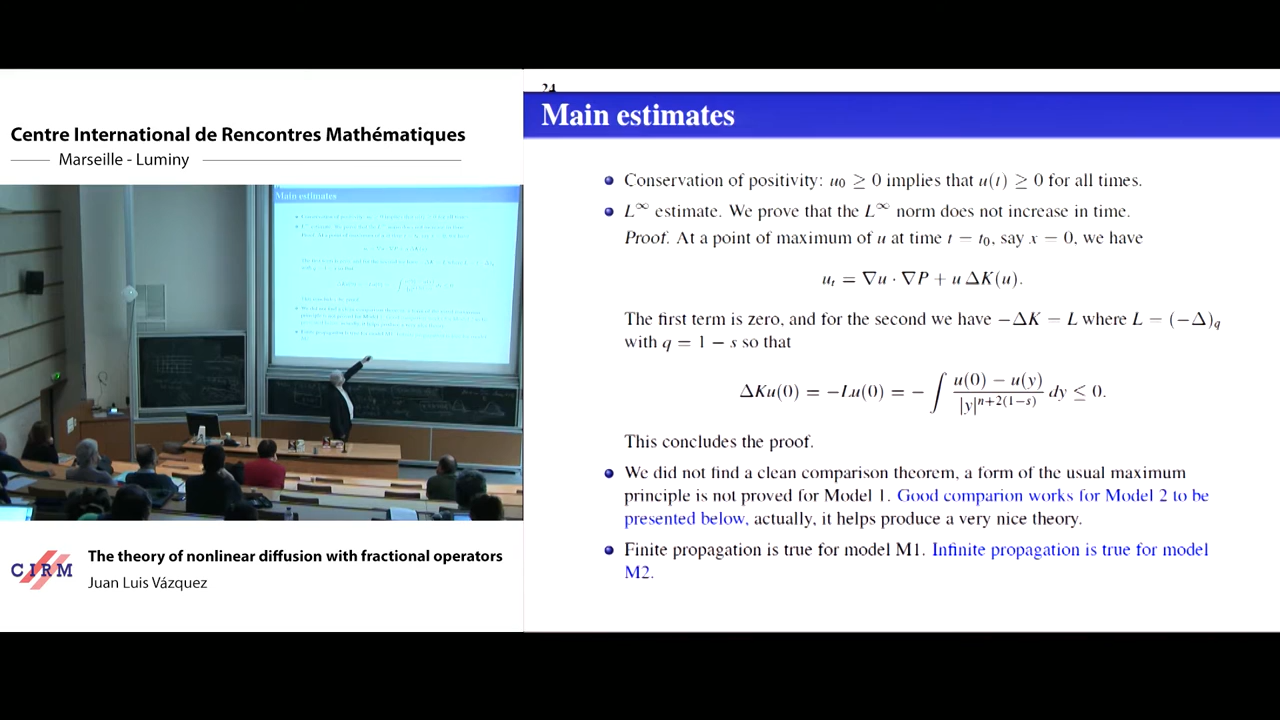 Centre International de Rencontres Mathématiques
Marseille - Luminy
Main estimates
CIRM
The theory of nonlinear diffusion with fractional operators
Juan Luis Vázquez
24
Main estimates
Conservation of positivity: u₀ ≥ 0 implies that u(t) ≥ 0 for all times.
L^∞ estimate. We prove that the L^∞ norm does not increase in time.
Proof. At a point of maximum of u at time t = t₀, say x = 0, we have
u_t = ∇u · ∇P + u ΔK(u).
The first term is zero, and for the second we have −ΔK = L where L = (−Δ)_q
with q = 1 − s so that
ΔKu(0) = −Lu(0) = − ∫ (u(0) − u(y)) / |y|^{n+2(1−s)} dy ≤ 0.
This concludes the proof.
We did not find a clean comparison theorem, a form of the usual maximum
principle is not proved for Model 1. Good comparion works for Model 2 to be
presented below, actually, it helps produce a very nice theory.
Finite propagation is true for model M1. Infinite propagation is true for model
M2.